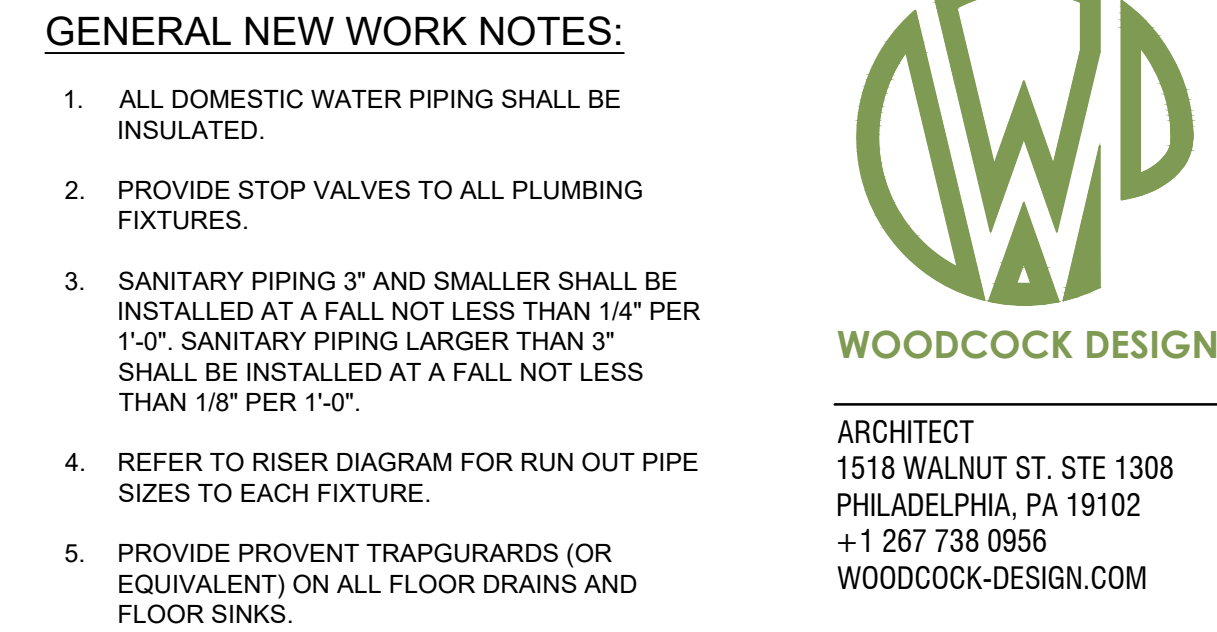 GENERAL NEW WORK NOTES:
1. ALL DOMESTIC WATER PIPING SHALL BE
INSULATED.
2. PROVIDE STOP VALVES TO ALL PLUMBING
FIXTURES.
3. SANITARY PIPING 3" AND SMALLER SHALL BE
INSTALLED AT A FALL NOT LESS THAN 1/4" PER
1'-0". SANITARY PIPING LARGER THAN 3"
SHALL BE INSTALLED AT A FALL NOT LESS
THAN 1/8" PER 1'-0".
4. REFER TO RISER DIAGRAM FOR RUN OUT PIPE
SIZES TO EACH FIXTURE.
5. PROVIDE PROVENT TRAPGURARDS (OR
EQUIVALENT) ON ALL FLOOR DRAINS AND
FLOOR SINKS.
WOODCOCK DESIGN
ARCHITECT
1518 WALNUT ST. STE 1308
PHILADELPHIA, PA 19102
+1 267 738 0956
WOODCOCK-DESIGN.COM